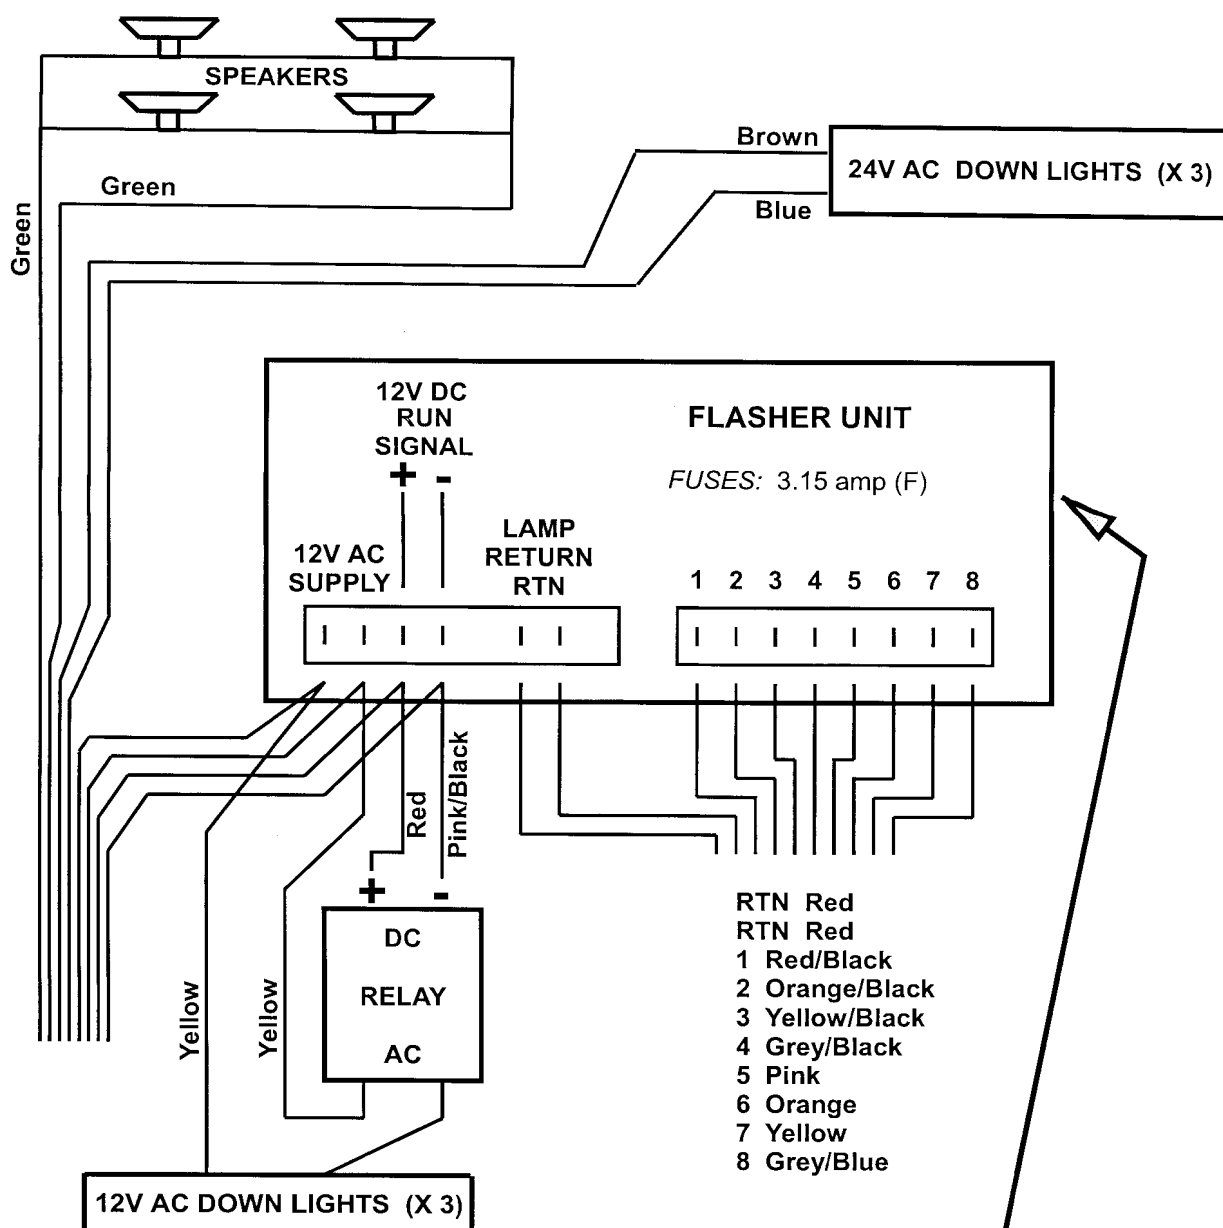 SPEAKERS
Green
Green
Brown
Blue
24V AC DOWN LIGHTS (X 3)
12V DC
RUN
SIGNAL
+ -
FLASHER UNIT
FUSES: 3.15 amp (F)
12V AC
SUPPLY
LAMP
RETURN
RTN
1 2 3 4 5 6 7 8
Red
Pink/Black
+ -
DC
RELAY
AC
Yellow
Yellow
12V AC DOWN LIGHTS (X 3)
RTN Red
RTN Red
1 Red/Black
2 Orange/Black
3 Yellow/Black
4 Grey/Black
5 Pink
6 Orange
7 Yellow
8 Grey/Blue